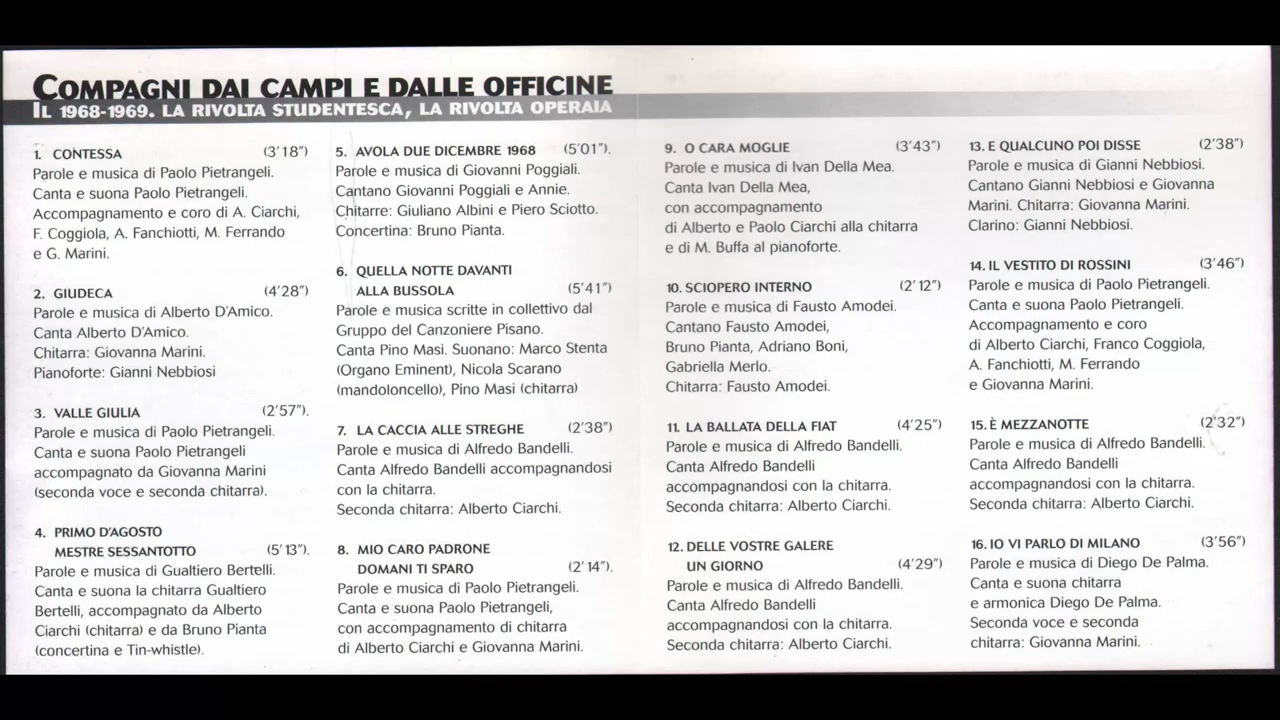 COMPAGNI DAI CAMPI E DALLE OFFICINE
IL 1968-1969. LA RIVOLTA STUDENTESCA, LA RIVOLTA OPERAIA
1. CONTESSA (3'18")
Parole e musica di Paolo Pietrangeli.
Canta e suona Paolo Pietrangeli.
Accompagnamento e coro di A. Ciarchi,
F. Coggiola, A. Fanchiotti, M. Ferrando
e G. Marini.
2. GIUDECA (4'28")
Parole e musica di Alberto D'Amico.
Canta Alberto D'Amico.
Chitarra: Giovanna Marini.
Pianoforte: Gianni Nebbiosi
3. VALLE GIULIA (2'57").
Parole e musica di Paolo Pietrangeli.
Canta e suona Paolo Pietrangeli
accompagnato da Giovanna Marini
(seconda voce e seconda chitarra).
4. PRIMO D'AGOSTO
MESTRE SESSANTOTTO (5'13").
Parole e musica di Gualtiero Bertelli.
Canta e suona la chitarra Gualtiero
Bertelli, accompagnato da Alberto
Ciarchi (chitarra) e da Bruno Pianta
(concertina e Tin-whistle).
5. AVOLA DUE DICEMBRE 1968 (5'01").
Parole e musica di Giovanni Poggiali.
Cantano Giovanni Poggiali e Annie.
Chitarre: Giuliano Albini e Piero Sciotto.
Concertina: Bruno Pianta.
6. QUELLA NOTTE DAVANTI
ALLA BUSSOLA (5'41")
Parole e musica scritte in collettivo dal
Gruppo del Canzoniere Pisano.
Canta Pino Masi. Suonano: Marco Stenta
(Organo Eminent), Nicola Scarano
(mandoloncello), Pino Masi (chitarra)
7. LA CACCIA ALLE STREGHE (2'38")
Parole e musica di Alfredo Bandelli.
Canta Alfredo Bandelli accompagnandosi
con la chitarra.
Seconda chitarra: Alberto Ciarchi.
8. MIO CARO PADRONE
DOMANI TI SPARO (2'14").
Parole e musica di Paolo Pietrangeli.
Canta e suona Paolo Pietrangeli,
con accompagnamento di chitarra
di Alberto Ciarchi e Giovanna Marini.
9. O CARA MOGLIE (3'43")
Parole e musica di Ivan Della Mea.
Canta Ivan Della Mea,
con accompagnamento
di Alberto e Paolo Ciarchi alla chitarra
e di M. Buffa al pianoforte.
10. SCIOPERO INTERNO (2'12")
Parole e musica di Fausto Amodei.
Cantano Fausto Amodei,
Bruno Pianta, Adriano Boni,
Gabriella Merlo.
Chitarra: Fausto Amodei.
11. LA BALLATA DELLA FIAT (4'25")
Parole e musica di Alfredo Bandelli.
Canta Alfredo Bandelli
accompagnandosi con la chitarra.
Seconda chitarra: Alberto Ciarchi.
12. DELLE VOSTRE GALERE
UN GIORNO (4'29")
Parole e musica di Alfredo Bandelli.
Canta Alfredo Bandelli
accompagnandosi con la chitarra.
Seconda chitarra: Alberto Ciarchi.
13. E QUALCUNO POI DISSE (2'38")
Parole e musica di Gianni Nebbiosi.
Cantano Gianni Nebbiosi e Giovanna
Marini. Chitarra: Giovanna Marini.
Clarino: Gianni Nebbiosi.
14. IL VESTITO DI ROSSINI (3'46")
Parole e musica di Paolo Pietrangeli.
Canta e suona Paolo Pietrangeli.
Accompagnamento e coro
di Alberto Ciarchi, Franco Coggiola,
A. Fanchiotti, M. Ferrando
e Giovanna Marini.
15. È MEZZANOTTE (2'32")
Parole e musica di Alfredo Bandelli.
Canta Alfredo Bandelli
accompagnandosi con la chitarra.
Seconda chitarra: Alberto Ciarchi.
16. IO VI PARLO DI MILANO (3'56")
Parole e musica di Diego De Palma.
Canta e suona chitarra
e armonica Diego De Palma.
Seconda voce e seconda
chitarra: Giovanna Marini.